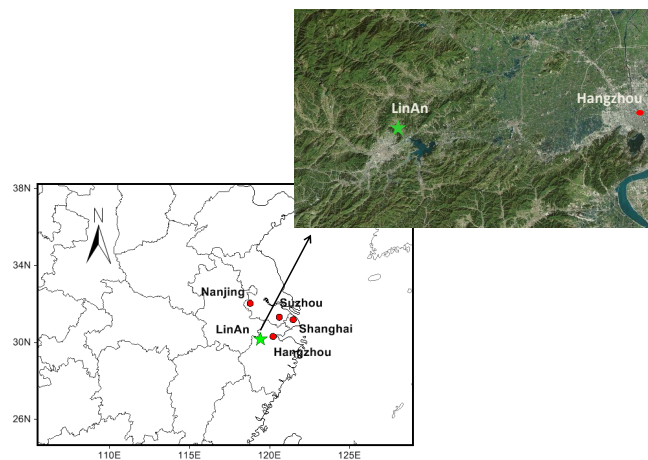 LinAn
Hangzhou
38N
N
34N
Nanjing
Suzhou
LinAn
Shanghai
30N
Hangzhou
26N
110E 115E 120E 125E